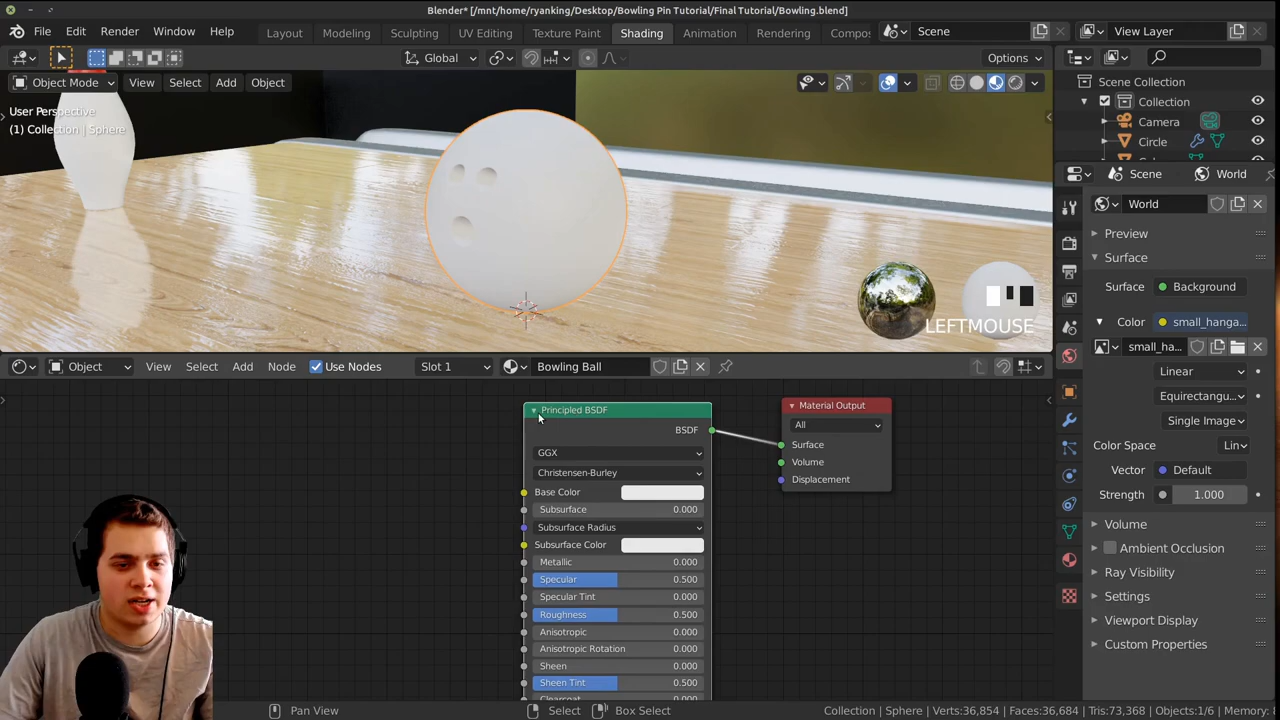 Blender* [/mnt/home/ryanking/Desktop/Bowling Pin Tutorial/Final Tutorial/Bowling.blend]
File Edit Render Window Help Layout Modeling Sculpting UV Editing Texture Paint Shading Animation Rendering Compos Scene View Layer
Global Options
Object Mode View Select Add Object
User Perspective
(1) Collection | Sphere
Scene Collection
Collection
Camera
Circle
Scene World
World
Preview
Surface
Surface Background
Color small_hanga...
small_ha...
Linear
Equirectangu...
Single Image
Color Space Lin
Vector Default
Strength 1.000
Volume
Ambient Occlusion
Ray Visibility
Settings
Viewport Display
Custom Properties
LEFTMOUSE
Object View Select Add Node Use Nodes Slot 1 Bowling Ball
Principled BSDF
BSDF
GGX
Christensen-Burley
Base Color
Subsurface 0.000
Subsurface Radius
Subsurface Color
Metallic 0.000
Specular 0.500
Specular Tint 0.000
Roughness 0.500
Anisotropic 0.000
Anisotropic Rotation 0.000
Sheen 0.000
Sheen Tint 0.500
Clearcoat 0.000
Material Output
All
Surface
Volume
Displacement
Pan View Select Box Select Collection | Sphere | Verts:36,854 | Faces:36,684 | Tris:73,368 | Objects:1/6 | Memory: